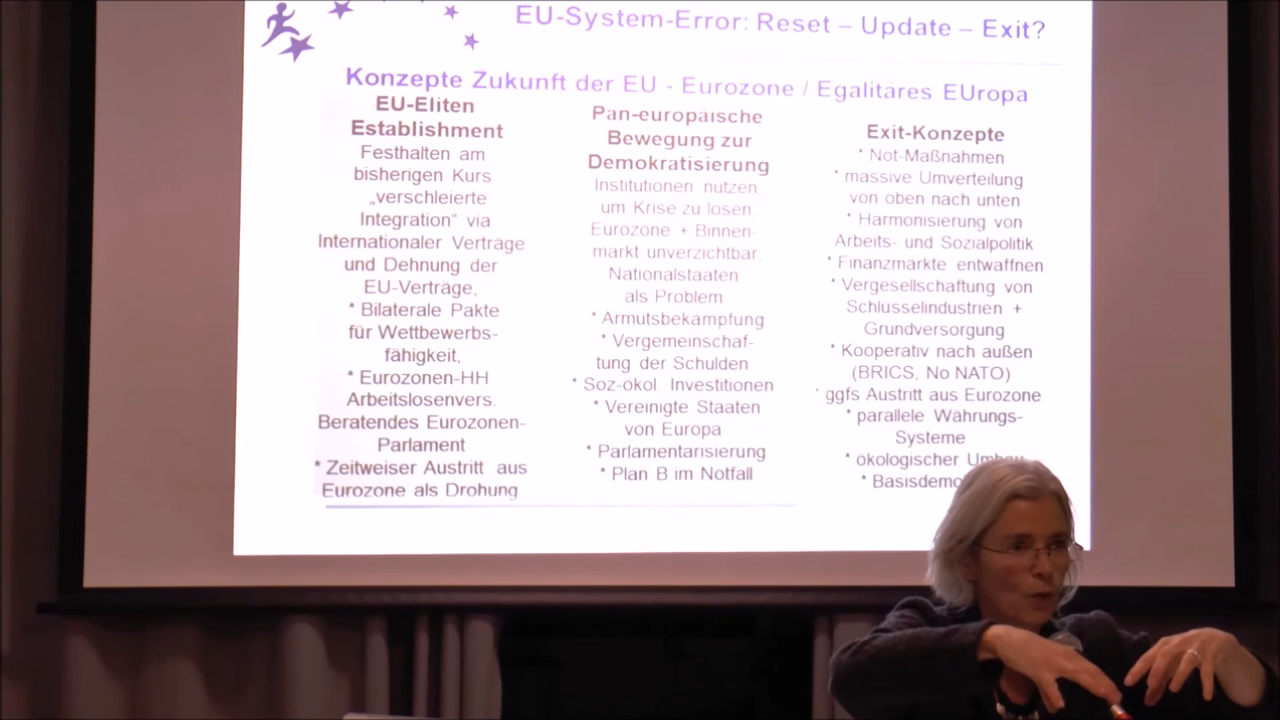 EU-System-Error: Reset – Update – Exit?
Konzepte Zukunft der EU - Eurozone / Egalitäres EUropa
EU-Eliten
Establishment
Festhalten am
bisherigen Kurs
„verschleierte
Integration“ via
Internationaler Verträge
und Dehnung der
EU-Verträge,
* Bilaterale Pakte
für Wettbewerbs-
fähigkeit,
* Eurozonen-HH
Arbeitslosenvers.
Beratendes Eurozonen-
Parlament
* Zeitweiser Austritt aus
Eurozone als Drohung
Pan-europäische
Bewegung zur
Demokratisierung
Institutionen nutzen,
um Krise zu lösen,
Eurozone + Binnen-
markt unverzichtbar,
Nationalstaaten
als Problem
* Armutsbekämpfung
* Vergemeinschaf-
tung der Schulden
* Soz-ökol. Investitionen
* Vereinigte Staaten
von Europa
* Parlamentarisierung
* Plan B im Notfall
Exit-Konzepte
* Not-Maßnahmen
* massive Umverteilung
von oben nach unten
* Harmonisierung von
Arbeits- und Sozialpolitik
* Finanzmärkte entwaffnen
* Vergesellschaftung von
Schlüsselindustrien +
Grundversorgung
* Kooperativ nach außen
(BRICS, No NATO)
* ggfs Austritt aus Eurozone
* parallele Währungs-
Systeme
* ökologischer Umbau
* Basisdemo